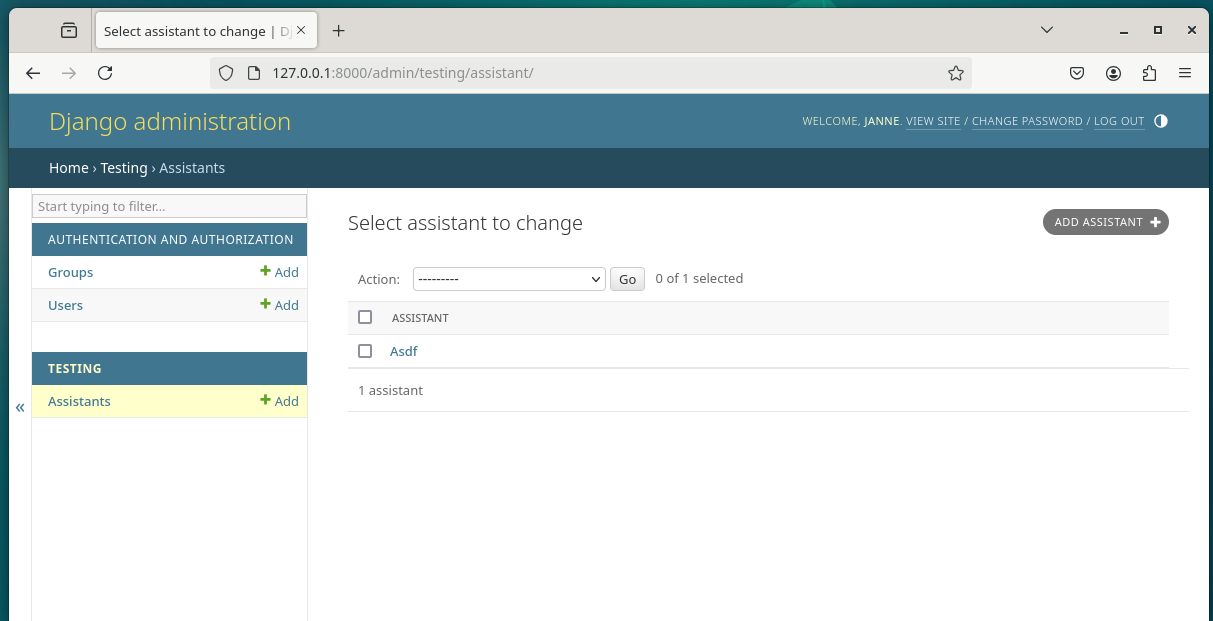 Select assistant to change | Dj
127.0.0.1:8000/admin/testing/assistant/
Django administration
WELCOME, JANNE. VIEW SITE / CHANGE PASSWORD / LOG OUT
Home › Testing › Assistants
Start typing to filter...
AUTHENTICATION AND AUTHORIZATION
Groups + Add
Users + Add
TESTING
Assistants + Add
«
Select assistant to change
ADD ASSISTANT +
Action: --------- Go 0 of 1 selected
ASSISTANT
Asdf
1 assistant